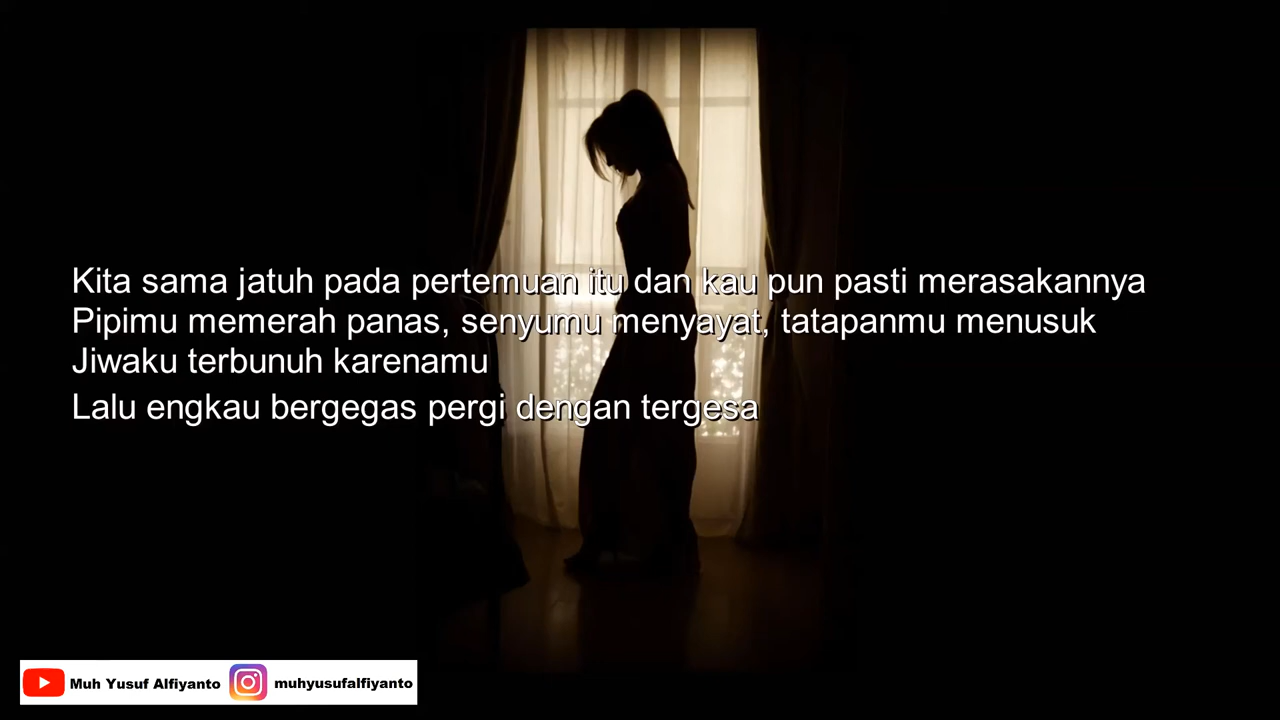 Kita sama jatuh pada pertemuan itu dan kau pun pasti merasakannya
Pipimu memerah panas, senyumu menyayat, tatapanmu menusuk
Jiwaku terbunuh karenamu
Lalu engkau bergegas pergi dengan tergesa
Muh Yusuf Alfiyanto muhyusufalfiyanto